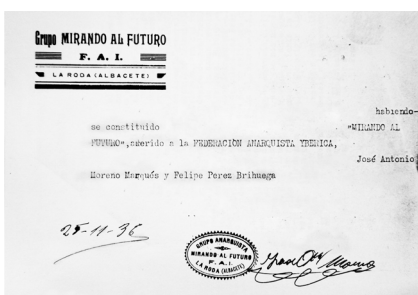 Grupo MIRANDO AL FUTURO
F. A. I.
LA RODA (ALBACETE)
habiendo-
se constituido "MIRANDO AL
FUTURO", aherido a la FEDERACION ANARQUISTA YBERICA,
José Antonio
Moreno Marqués y Felipe Perez Brihuega
25-11-36
GRUPO ANARQUISTA
MIRANDO AL FUTURO
F. A. I.
LA RODA (ALBACETE)